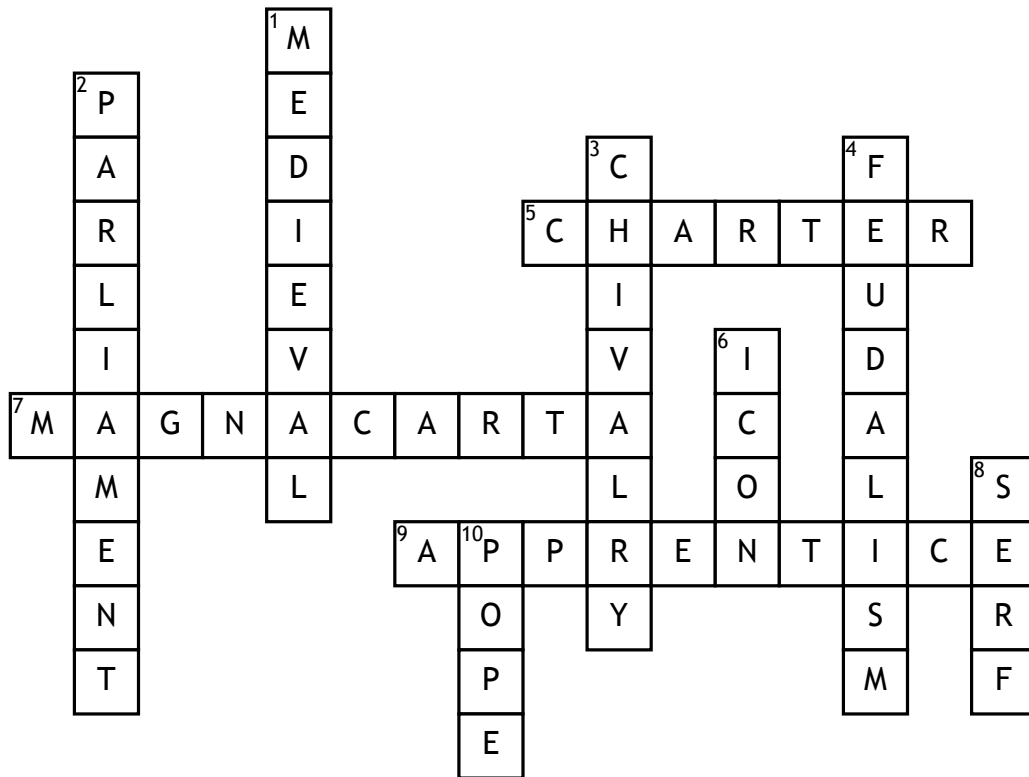 1 M
2 P E
A D 3 C 4 F
R I 5 C H A R T E R
L E I U
I V V 6 I D
7 M A G N A C A R T A C A
M L L O L 8 S
E 9 A 10 P P R E N T I C E
N O Y S R
T P M F
E